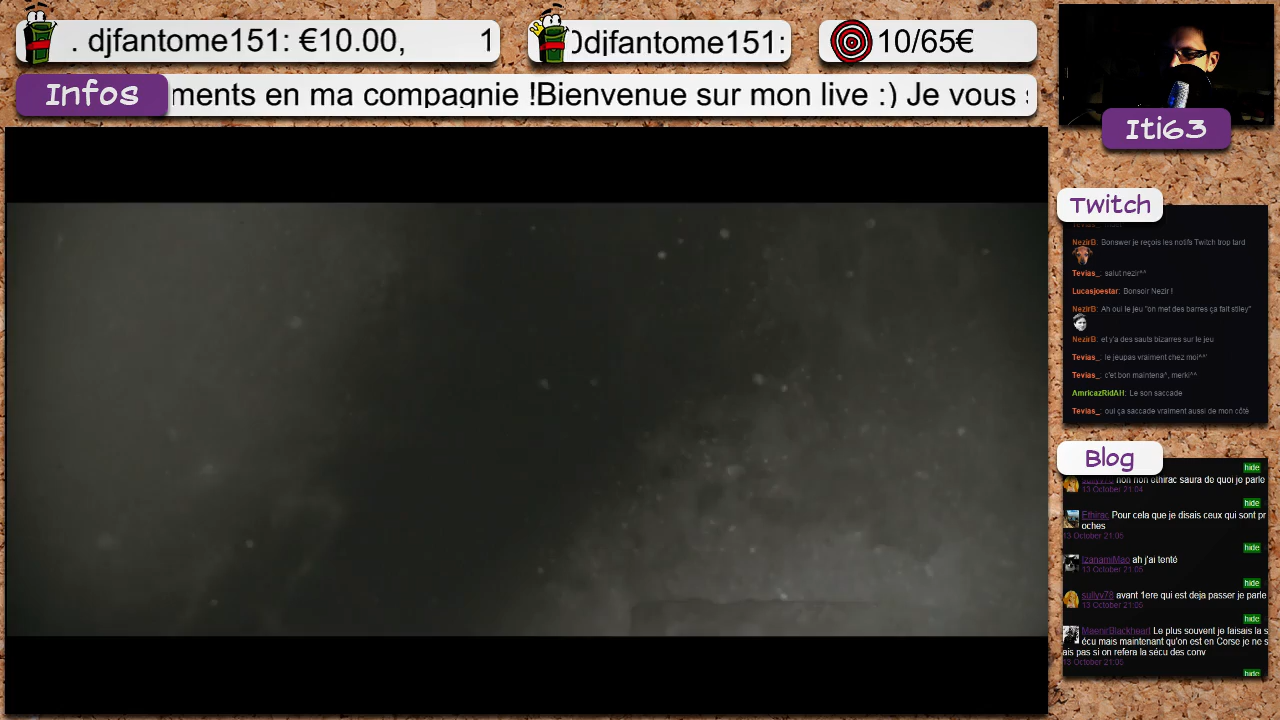 . djfantome151: €10.00, 1
djfantome151:
10/65€
Infos
ments en ma compagnie !Bienvenue sur mon live :) Je vous
Iti63
Twitch
NezirB: Bonswer je reçois les notifs Twitch trop tard
Tevias_: salut nezir^^
Lucasjoestar: Bonsoir Nezir !
NezirB: Ah oui le jeu "on met des barres ça fait stiley"
NezirB: et y'a des sauts bizarres sur le jeu
Tevias_: le jeupas vraiment chez moi^^'
Tevias_: c'et bon maintena^, merki^^
AmricazRidAH: Le son saccade
Tevias_: oui ça saccade vraiment aussi de mon côté
Blog
hide
non non ethirac saura de quoi je parle
13 October 21:04
hide
Ethirac Pour cela que je disais ceux qui sont pr
oches
13 October 21:05
hide
IzanamiMao ah j'ai tenté
13 October 21:05
hide
sullyv78 avant 1ere qui est deja passer je parle
13 October 21:05
hide
Le plus souvent je faisais la s
écu mais maintenant qu'on est en Corse je ne s
ais pas si on refera la sécu des conv
13 October 21:05
hide